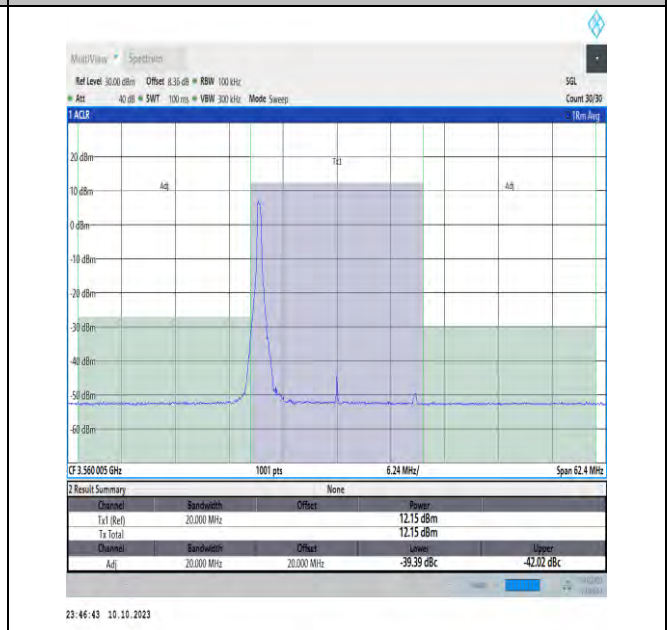 MultiView Spectrum
Ref Level 30.00 dBm Offset 8.36 dB RBW 100 kHz SGL
Att 40 dB SWT 100 ms VBW 300 kHz Mode Sweep Count 30/30
1 ACLR 1Rm Avg
20 dBm
Tx1
Adj Adj
10 dBm
0 dBm
-10 dBm
-20 dBm
-30 dBm
-40 dBm
-50 dBm
-60 dBm
CF 3.560 005 GHz 1001 pts 6.24 MHz/ Span 62.4 MHz
2 Result Summary None
Channel Bandwidth Offset Power
Tx1 (Ref) 20.000 MHz 12.15 dBm
Tx Total 12.15 dBm
Channel Bandwidth Offset Lower Upper
Adj 20.000 MHz 20.000 MHz -39.39 dBc -42.02 dBc
23:46:43 10.10.2023